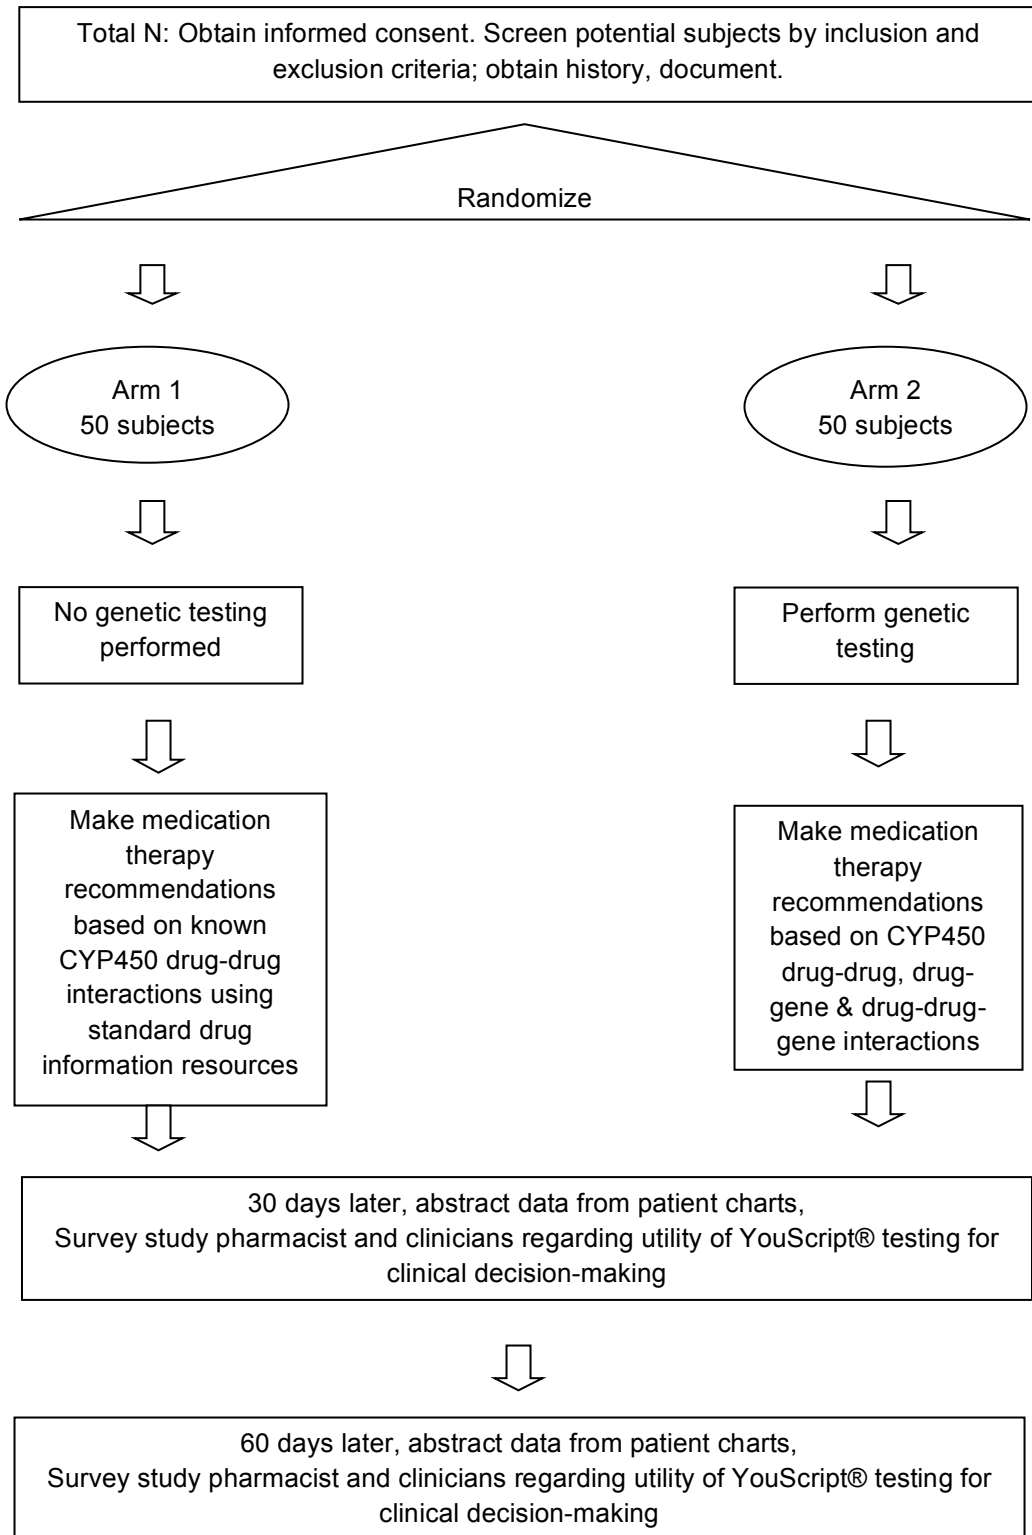 Total N: Obtain informed consent. Screen potential subjects by inclusion and
exclusion criteria; obtain history, document.
Randomize
Arm 1
50 subjects
Arm 2
50 subjects
No genetic testing
performed
Perform genetic
testing
Make medication
therapy
recommendations
based on known
CYP450 drug-drug
interactions using
standard drug
information resources
Make medication
therapy
recommendations
based on CYP450
drug-drug, drug-
gene & drug-drug-
gene interactions
30 days later, abstract data from patient charts,
Survey study pharmacist and clinicians regarding utility of YouScript® testing for
clinical decision-making
60 days later, abstract data from patient charts,
Survey study pharmacist and clinicians regarding utility of YouScript® testing for
clinical decision-making